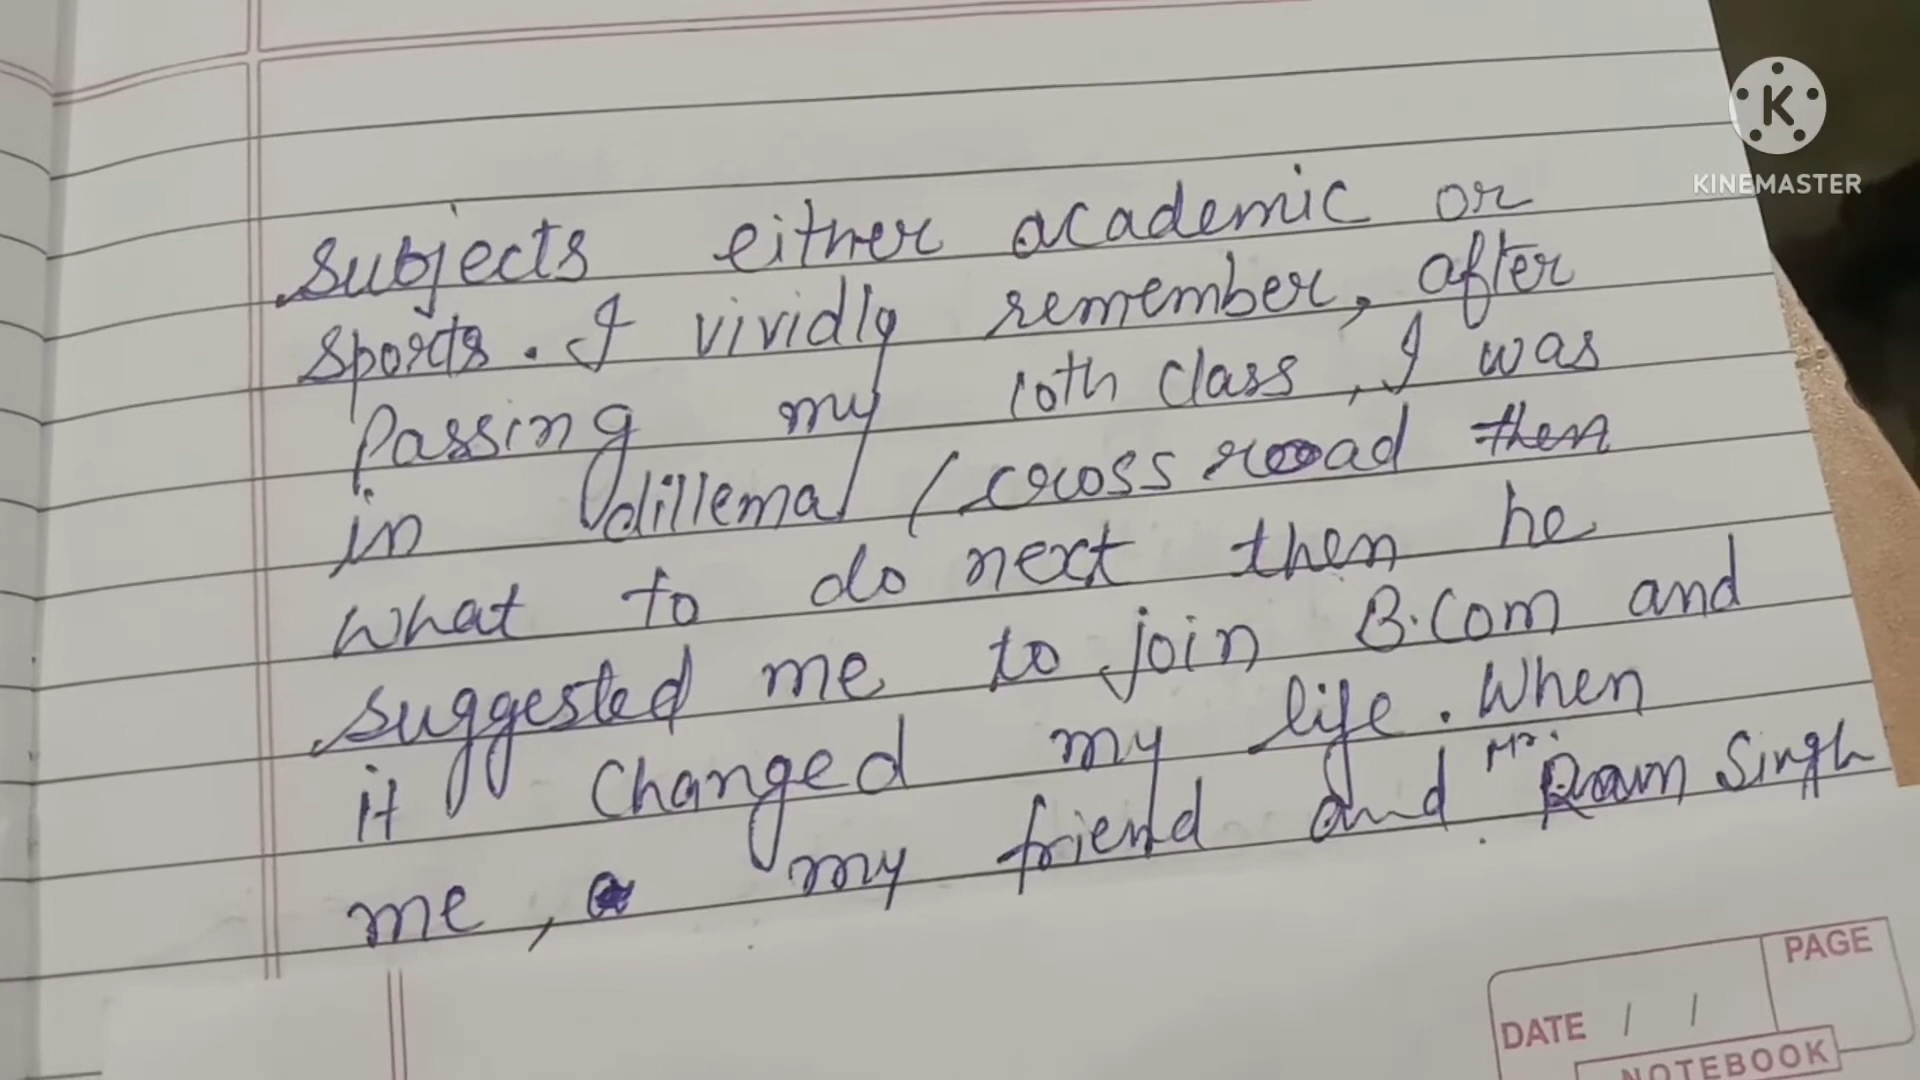 K
KINEMASTER
subjects either academic or
sports. I vividly remember, after
passing my 10th class, I was
in dillema / cross road then
what to do next then he
suggested me to join B.Com and
it changed my life. When
me, my friend and Mr. Ram Singh
PAGE
DATE / /
NOTEBOOK